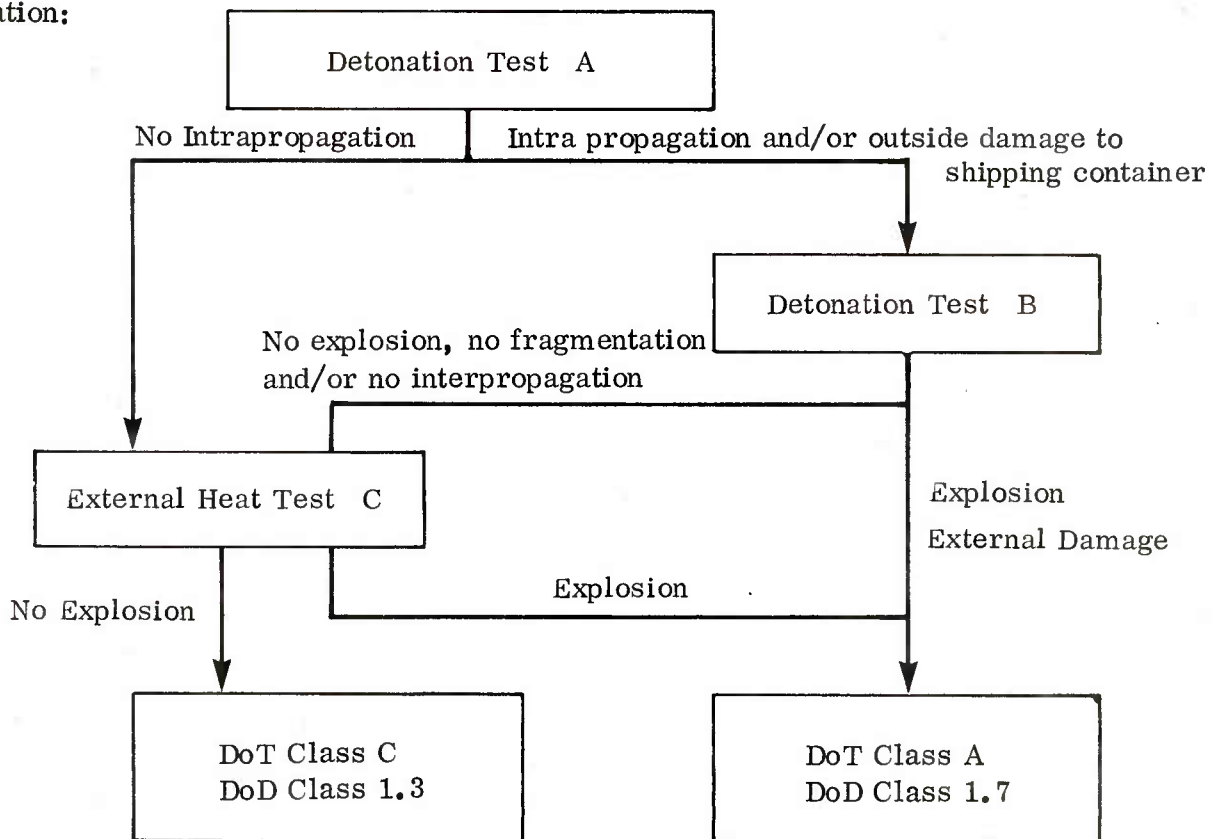 ation:
Detonation Test A
No Intrapropagation
Intra propagation and/or outside damage to
shipping container
Detonation Test B
No explosion, no fragmentation
and/or no interpropagation
External Heat Test C
Explosion
External Damage
Explosion
No Explosion
DoT Class C
DoD Class 1.3
DoT Class A
DoD Class 1.7